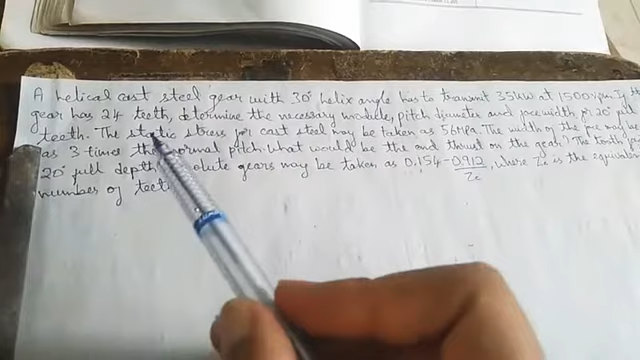 A helical cast steel gear with 30° helix angle has to transmit 35kW at 1500rpm. If the
gear has 24 teeth, determine the necessary module, pitch diameter and face width for 20° full
teeth. The static stress for cast steel may be taken as 56MPa. The width of the face may be
as 3 times the normal pitch. What would be the end thrust on the gear? The tooth
20° full depth gears may be taken as 0.154 - 0.912/Ze, where Ze is the equivalent
number of teeth